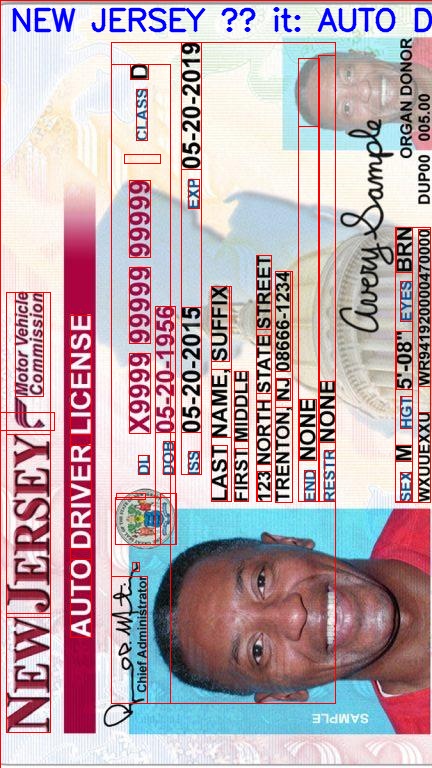 NEW JERSEY ?? it: AUTO D
NEW JERSEY
Motor Vehicle
Commission
AUTO DRIVER LICENSE
DL X9999 99999 99999 CLASS D
DOB 05-20-1956
ISS 05-20-2015 EXP 05-20-2019
LAST NAME, SUFFIX
FIRST MIDDLE
123 NORTH STATE STREET
TRENTON, NJ 08666-1234
END NONE
RESTR NONE
Avery Sample
SEX M HGT 5'-08" EYES BRN ORGAN DONOR
WXUUEXXU WR94192000470000 DUP00 005.00
Chief Administrator
SAMPLE